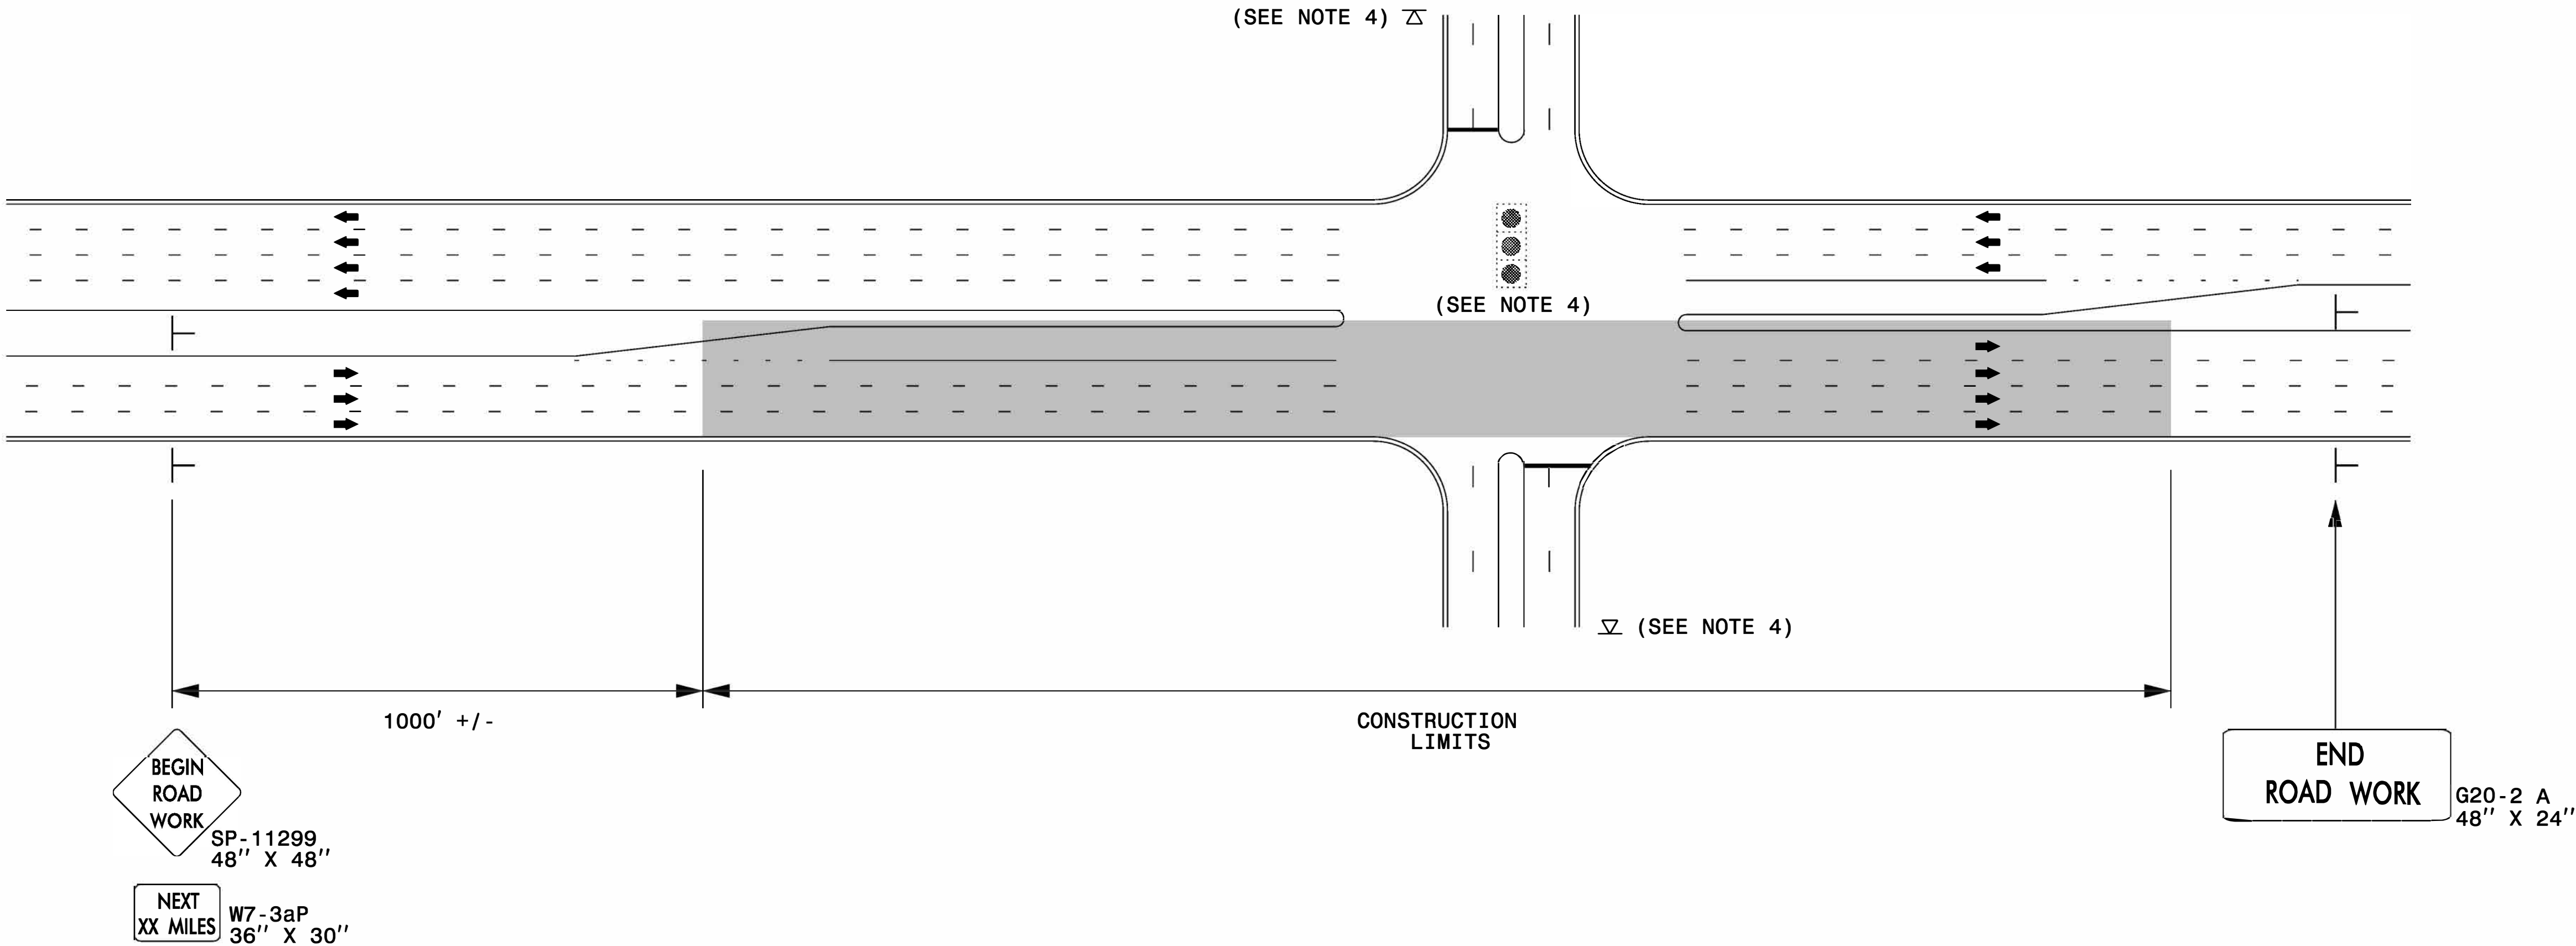 (SEE NOTE 4)
(SEE NOTE 4)
(SEE NOTE 4)
1000' +/-
CONSTRUCTION
LIMITS
BEGIN
ROAD
WORK
SP-11299
48'' X 48''
NEXT
XX MILES
W7-3aP
36'' X 30''
END
ROAD WORK
G20-2 A
48'' X 24''